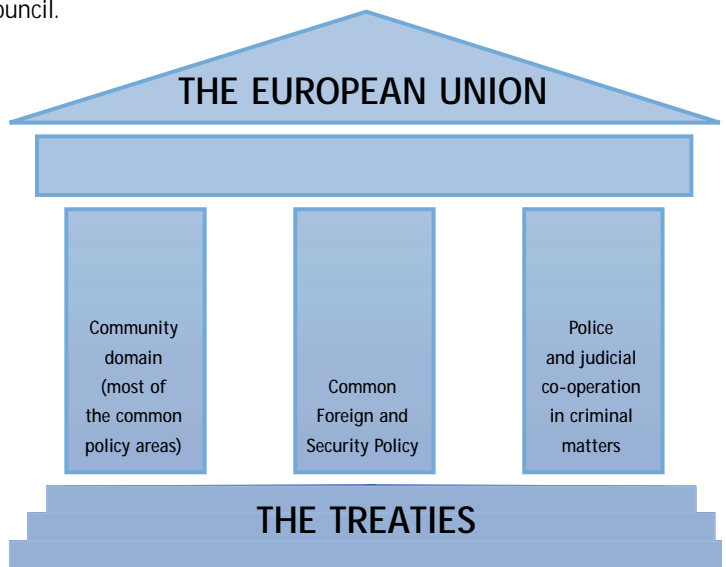 ouncil.
THE EUROPEAN UNION
Community
domain
(most of
the common
policy areas)
Common
Foreign and
Security Policy
Police
and judicial
co-operation
in criminal
matters
THE TREATIES